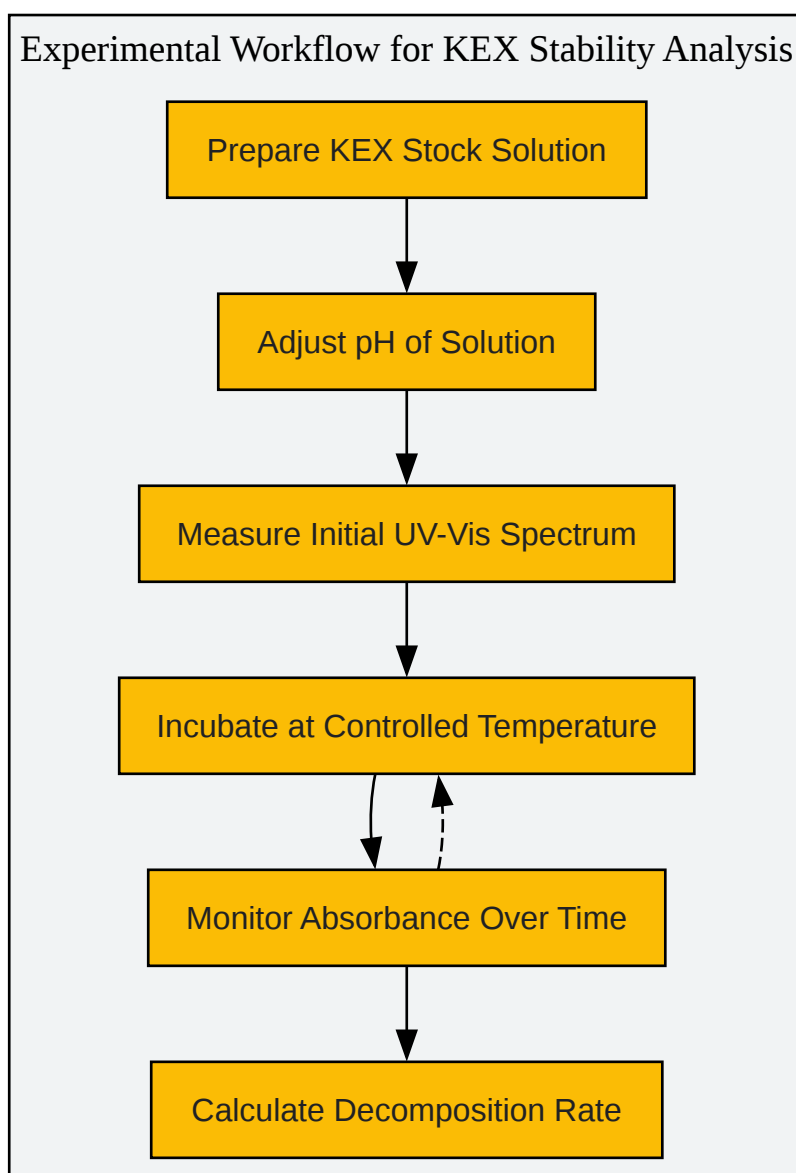 Experimental Workflow for KEX Stability Analysis
Prepare KEX Stock Solution
Adjust pH of Solution
Measure Initial UV-Vis Spectrum
Incubate at Controlled Temperature
Monitor Absorbance Over Time
Calculate Decomposition Rate